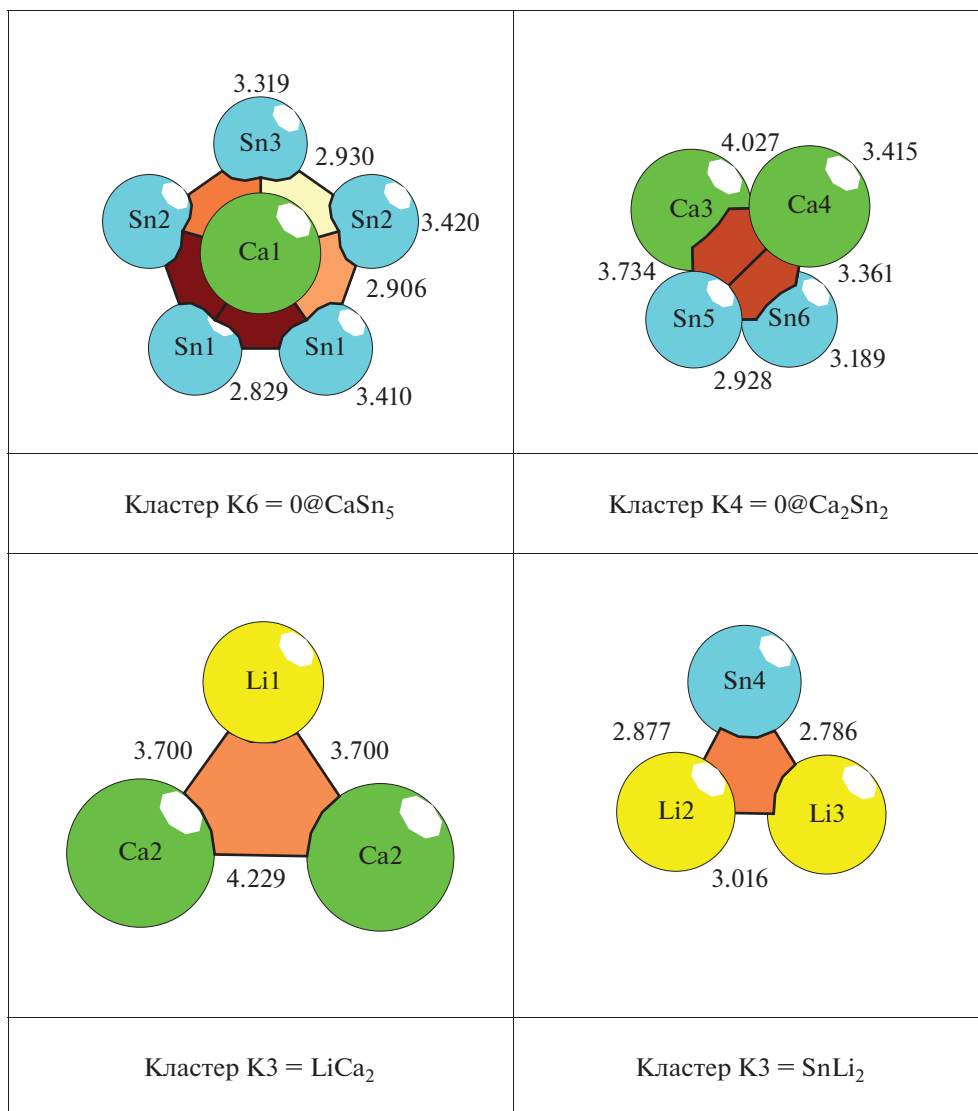 3.319
Sn3
2.930
Sn2
Sn2
Ca1
3.420
2.906
Sn1
Sn1
2.829
3.410
Кластер K6 = 0@CaSn₅
4.027
3.415
Ca3
Ca4
3.734
3.361
Sn5
Sn6
3.189
2.928
Кластер K4 = 0@Ca₂Sn₂
Li1
3.700
3.700
Ca2
Ca2
4.229
Кластер K3 = LiCa₂
Sn4
2.877
2.786
Li2
Li3
3.016
Кластер K3 = SnLi₂